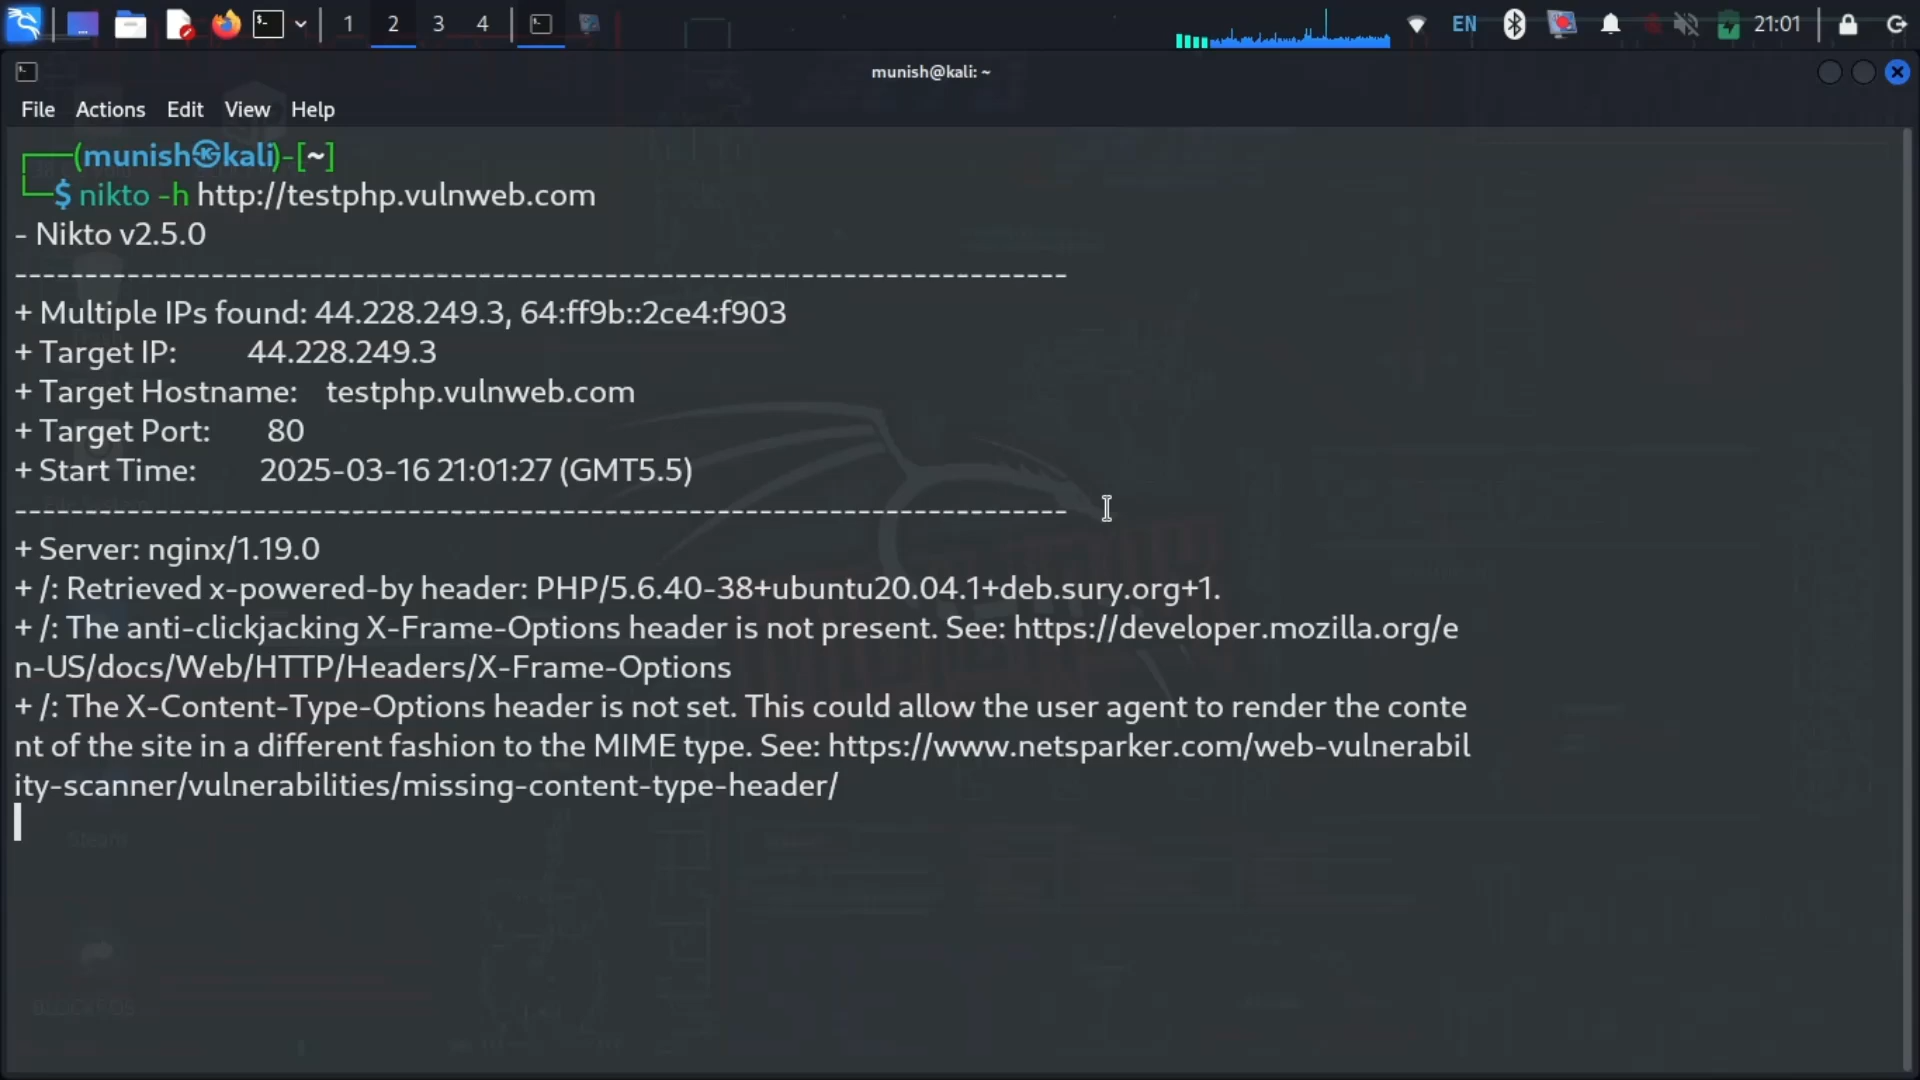 1 2 3 4 EN 21:01
munish@kali: ~
File Actions Edit View Help
┌──(munish㉿kali)-[~]
└─$ nikto -h http://testphp.vulnweb.com
- Nikto v2.5.0
---------------------------------------------------------------------------
+ Multiple IPs found: 44.228.249.3, 64:ff9b::2ce4:f903
+ Target IP: 44.228.249.3
+ Target Hostname: testphp.vulnweb.com
+ Target Port: 80
+ Start Time: 2025-03-16 21:01:27 (GMT5.5)
---------------------------------------------------------------------------
+ Server: nginx/1.19.0
+ /: Retrieved x-powered-by header: PHP/5.6.40-38+ubuntu20.04.1+deb.sury.org+1.
+ /: The anti-clickjacking X-Frame-Options header is not present. See: https://developer.mozilla.org/e
n-US/docs/Web/HTTP/Headers/X-Frame-Options
+ /: The X-Content-Type-Options header is not set. This could allow the user agent to render the conte
nt of the site in a different fashion to the MIME type. See: https://www.netsparker.com/web-vulnerabil
ity-scanner/vulnerabilities/missing-content-type-header/
Steam